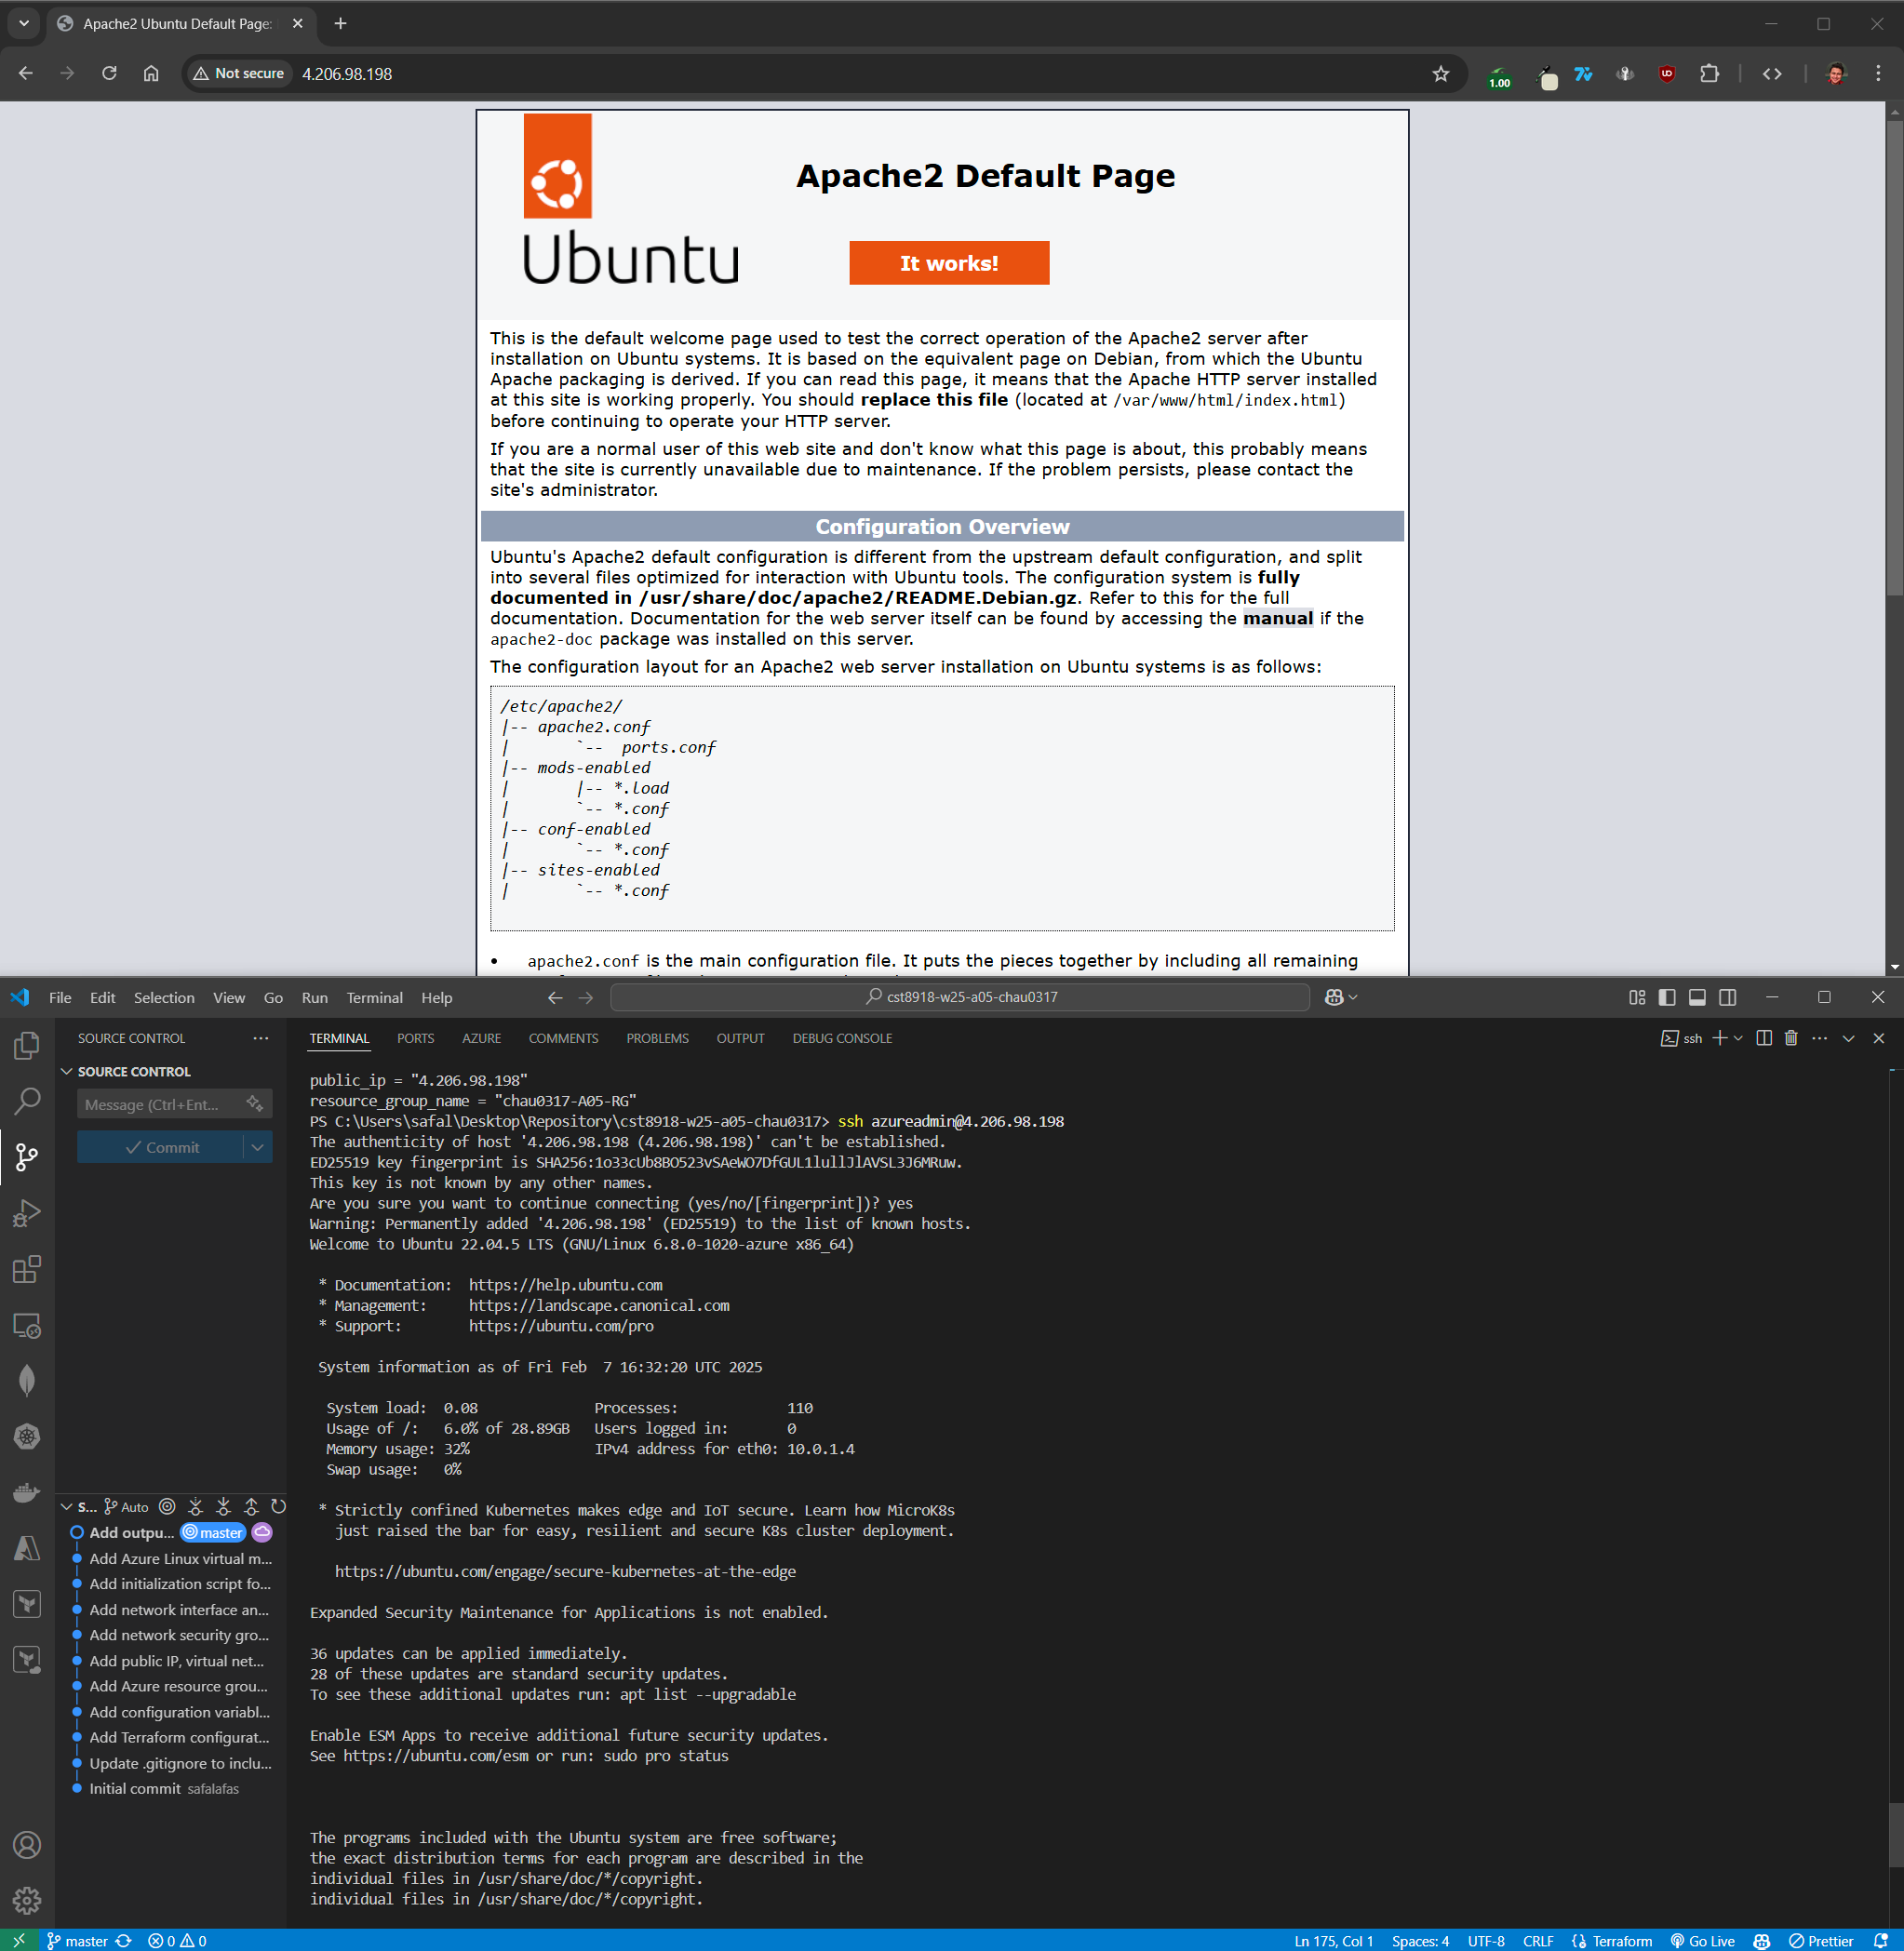 Apache2 Ubuntu Default Page:
Not secure
4.206.98.198
1.00
Apache2 Default Page
Ubuntu
It works!
This is the default welcome page used to test the correct operation of the Apache2 server after
installation on Ubuntu systems. It is based on the equivalent page on Debian, from which the Ubuntu
Apache packaging is derived. If you can read this page, it means that the Apache HTTP server installed
at this site is working properly. You should replace this file (located at /var/www/html/index.html)
before continuing to operate your HTTP server.
If you are a normal user of this web site and don't know what this page is about, this probably means
that the site is currently unavailable due to maintenance. If the problem persists, please contact the
site's administrator.
Configuration Overview
Ubuntu's Apache2 default configuration is different from the upstream default configuration, and split
into several files optimized for interaction with Ubuntu tools. The configuration system is fully
documented in /usr/share/doc/apache2/README.Debian.gz. Refer to this for the full
documentation. Documentation for the web server itself can be found by accessing the manual if the
apache2-doc package was installed on this server.
The configuration layout for an Apache2 web server installation on Ubuntu systems is as follows:
/etc/apache2/
|-- apache2.conf
|       `--  ports.conf
|-- mods-enabled
|       |-- *.load
|       `-- *.conf
|-- conf-enabled
|       `-- *.conf
|-- sites-enabled
|       `-- *.conf
• apache2.conf is the main configuration file. It puts the pieces together by including all remaining
File Edit Selection View Go Run Terminal Help
cst8918-w25-a05-chau0317
SOURCE CONTROL
SOURCE CONTROL
Message (Ctrl+Ent...
Commit
S... Auto
Add outpu... master
Add Azure Linux virtual m...
Add initialization script fo...
Add network interface an...
Add network security gro...
Add public IP, virtual net...
Add Azure resource grou...
Add configuration variabl...
Add Terraform configurat...
Update .gitignore to inclu...
Initial commit safalafas
TERMINAL PORTS AZURE COMMENTS PROBLEMS OUTPUT DEBUG CONSOLE
ssh
public_ip = "4.206.98.198"
resource_group_name = "chau0317-A05-RG"
PS C:\Users\safal\Desktop\Repository\cst8918-w25-a05-chau0317> ssh azureadmin@4.206.98.198
The authenticity of host '4.206.98.198 (4.206.98.198)' can't be established.
ED25519 key fingerprint is SHA256:1o33cUb8BO523vSAeWO7DfGUL1lullJlAVSL3J6MRuw.
This key is not known by any other names.
Are you sure you want to continue connecting (yes/no/[fingerprint])? yes
Warning: Permanently added '4.206.98.198' (ED25519) to the list of known hosts.
Welcome to Ubuntu 22.04.5 LTS (GNU/Linux 6.8.0-1020-azure x86_64)
* Documentation:  https://help.ubuntu.com
* Management:     https://landscape.canonical.com
* Support:        https://ubuntu.com/pro
System information as of Fri Feb  7 16:32:20 UTC 2025
System load:  0.08              Processes:             110
Usage of /:   6.0% of 28.89GB   Users logged in:       0
Memory usage: 32%               IPv4 address for eth0: 10.0.1.4
Swap usage:   0%
* Strictly confined Kubernetes makes edge and IoT secure. Learn how MicroK8s
just raised the bar for easy, resilient and secure K8s cluster deployment.
https://ubuntu.com/engage/secure-kubernetes-at-the-edge
Expanded Security Maintenance for Applications is not enabled.
36 updates can be applied immediately.
28 of these updates are standard security updates.
To see these additional updates run: apt list --upgradable
Enable ESM Apps to receive additional future security updates.
See https://ubuntu.com/esm or run: sudo pro status
The programs included with the Ubuntu system are free software;
the exact distribution terms for each program are described in the
individual files in /usr/share/doc/*/copyright.
individual files in /usr/share/doc/*/copyright.
master 0 0
Ln 175, Col 1 Spaces: 4 UTF-8 CRLF Terraform Go Live Prettier